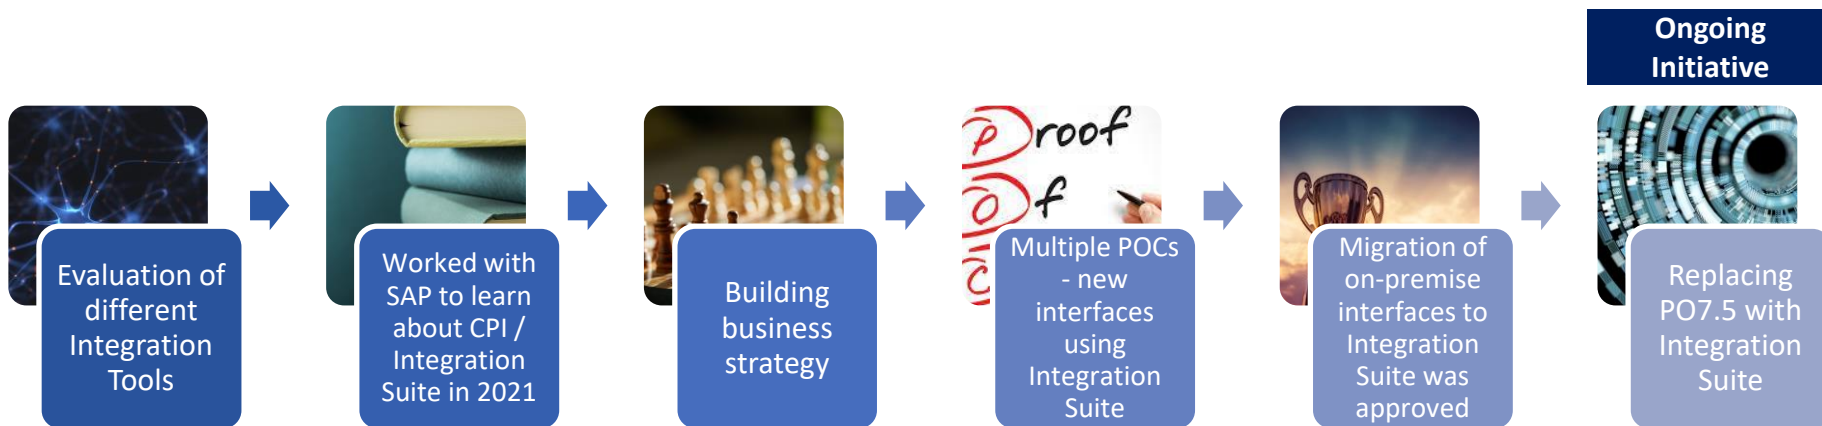 Ongoing
Initiative
Evaluation of
different
Integration
Tools
Worked with
SAP to learn
about CPI /
Integration
Suite in 2021
Building
business
strategy
Proof
Of
C
Multiple POCs
- new
interfaces
using
Integration
Suite
Migration of
on-premise
interfaces to
Integration
Suite was
approved
Replacing
PO7.5 with
Integration
Suite